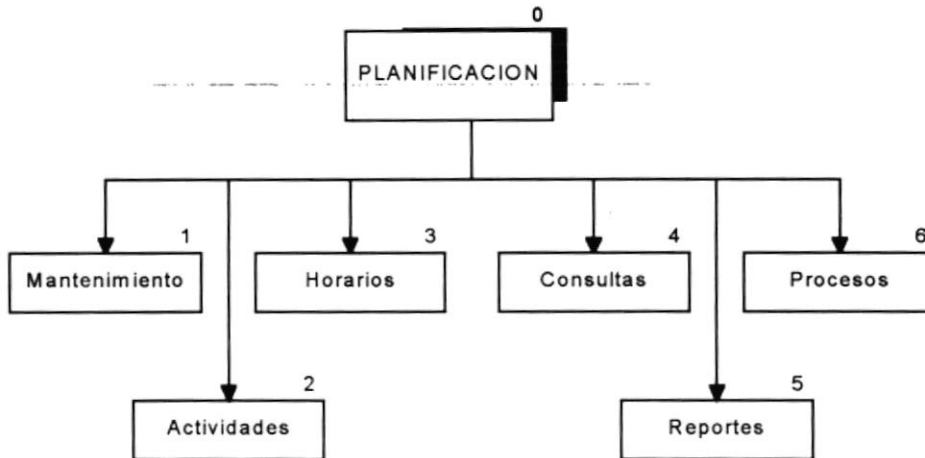 0
PLANIFICACION
1
Mantenimiento
3
Horarios
4
Consultas
6
Procesos
2
Actividades
5
Reportes